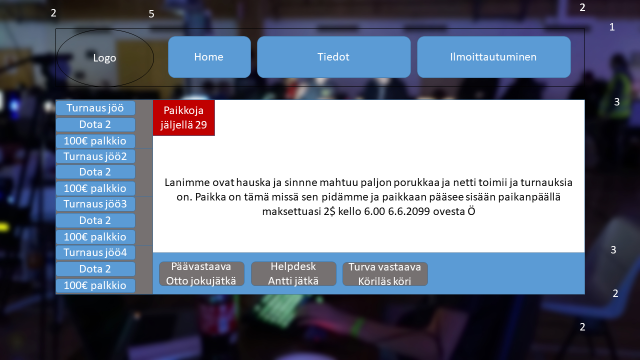 2
5
2
1
Logo
Home
Tiedot
Ilmoittautuminen
3
Turnaus jöö
Dota 2
100€ palkkio
Turnaus jöö2
Dota 2
100€ palkkio
Turnaus jöö3
Dota 2
100€ palkkio
Turnaus jöö4
Dota 2
100€ palkkio
Paikkoja
jäljellä 29
Lanimme ovat hauska ja sinnne mahtuu paljon porukkaa ja netti toimii ja turnauksia
on. Paikka on tämä missä sen pidämme ja paikkaan pääsee sisään paikanpäällä
maksettuasi 2$ kello 6.00 6.6.2099 ovesta Ö
Päävastaava
Otto jokujätkä
Helpdesk
Antti jätkä
Turva vastaava
Köriläs köri
3
2
2